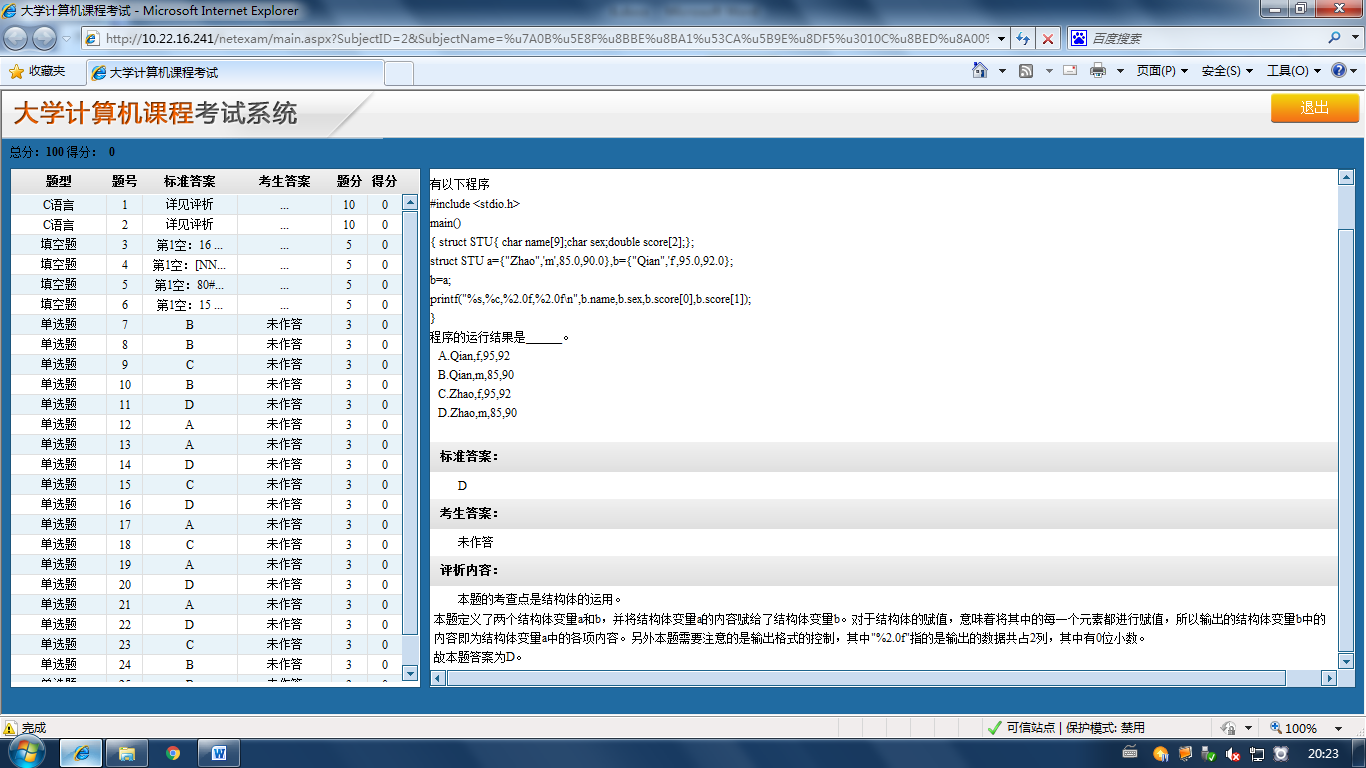 大学计算机课程考试 - Microsoft Internet Explorer
http://10.22.16.241/netexam/main.aspx?SubjectID=2&SubjectName=%u7A0B%u5E8F%u8BBE%u8BA1%u53CA%u5B9E%u8DF5%u3010C%u8BED%u8A00%
百度搜索
收藏夹
大学计算机课程考试
页面(P) 安全(S) 工具(O)
大学计算机课程考试系统
退出
总分: 100 得分: 0
题型 题号 标准答案 考生答案 题分 得分
C语言 1 详见评析 ... 10 0
C语言 2 详见评析 ... 10 0
填空题 3 第1空: 16 ... ... 5 0
填空题 4 第1空: [NN... ... 5 0
填空题 5 第1空: 80#... ... 5 0
填空题 6 第1空: 15 ... ... 5 0
单选题 7 B 未作答 3 0
单选题 8 B 未作答 3 0
单选题 9 C 未作答 3 0
单选题 10 B 未作答 3 0
单选题 11 D 未作答 3 0
单选题 12 A 未作答 3 0
单选题 13 A 未作答 3 0
单选题 14 D 未作答 3 0
单选题 15 C 未作答 3 0
单选题 16 D 未作答 3 0
单选题 17 A 未作答 3 0
单选题 18 C 未作答 3 0
单选题 19 A 未作答 3 0
单选题 20 D 未作答 3 0
单选题 21 A 未作答 3 0
单选题 22 D 未作答 3 0
单选题 23 C 未作答 3 0
单选题 24 B 未作答 3 0
有以下程序
#include <stdio.h>
main()
{ struct STU{ char name[9];char sex;double score[2];};
struct STU a={"Zhao",'m',85.0,90.0},b={"Qian",'f',95.0,92.0};
b=a;
printf("%s,%c,%2.0f,%2.0f\n",b.name,b.sex,b.score[0],b.score[1]);
}
程序的运行结果是______。
A.Qian,f,95,92
B.Qian,m,85,90
C.Zhao,f,95,92
D.Zhao,m,85,90
标准答案:
D
考生答案:
未作答
评析内容:
本题的考查点是结构体的运用。
本题定义了两个结构体变量a和b，并将结构体变量a的内容赋给了结构体变量b。对于结构体的赋值，意味着将其中的每一个元素都进行赋值，所以输出的结构体变量b中的
内容即为结构体变量a中的各项内容。另外本题需要注意的是输出格式的控制，其中"%2.0f"指的是输出的数据共占2列，其中有0位小数。
故本题答案为D。
完成
可信站点 | 保护模式: 禁用
100%
20:23